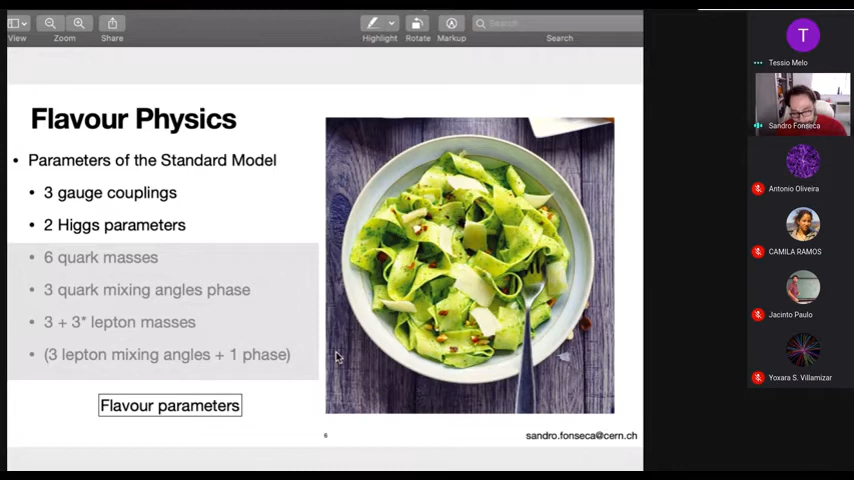 View
Zoom
Share
Highlight
Rotate
Markup
Search
Search
Flavour Physics
• Parameters of the Standard Model
• 3 gauge couplings
• 2 Higgs parameters
• 6 quark masses
• 3 quark mixing angles phase
• 3 + 3* lepton masses
• (3 lepton mixing angles + 1 phase)
Flavour parameters
6
sandro.fonseca@cern.ch
T
Tessio Melo
Sandro Fonseca
Antonio Oliveira
CAMILA RAMOS
Jacinto Paulo
Yoxara S. Villamizar